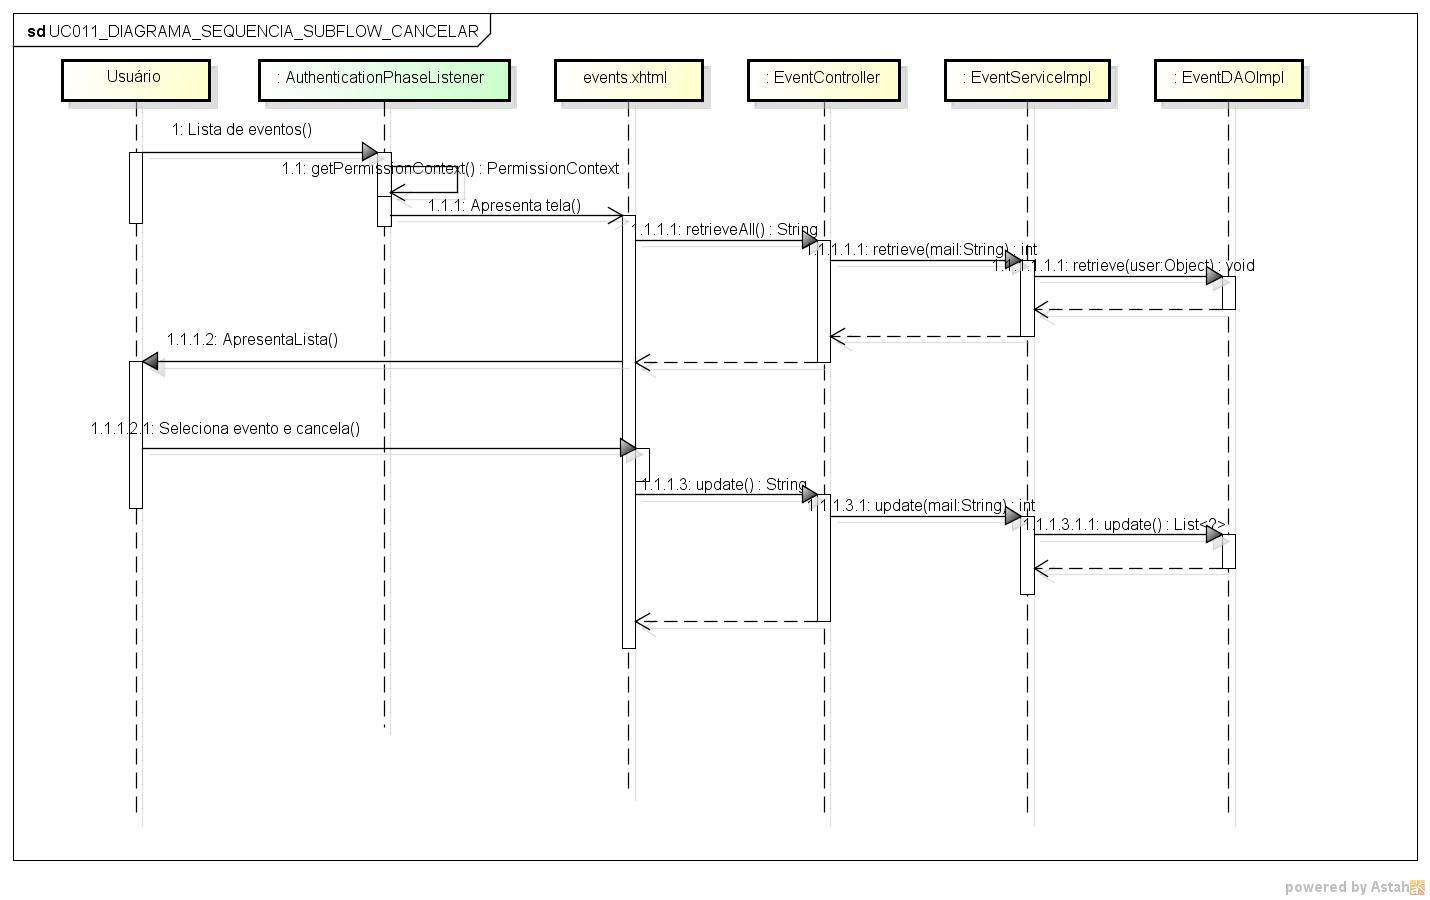 sd UC011_DIAGRAMA_SEQUENCIA_SUBFLOW_CANCELAR
Usuário
: AuthenticationPhaseListener
events.xhtml
: EventController
: EventServiceImpl
: EventDAOImpl
1: Lista de eventos()
1.1: getPermissionContext() : PermissionContext
1.1.1: Apresenta tela()
1.1.1.1: retrieveAll() : String
1.1.1.1.1: retrieve(mail:String) : int
1.1.1.1.1.1: retrieve(user:Object) : void
1.1.1.2: ApresentaLista()
1.1.1.2.1: Seleciona evento e cancela()
1.1.1.3: update() : String
1.1.1.3.1: update(mail:String) : int
1.1.1.3.1.1: update() : List<?>
powered by Astah